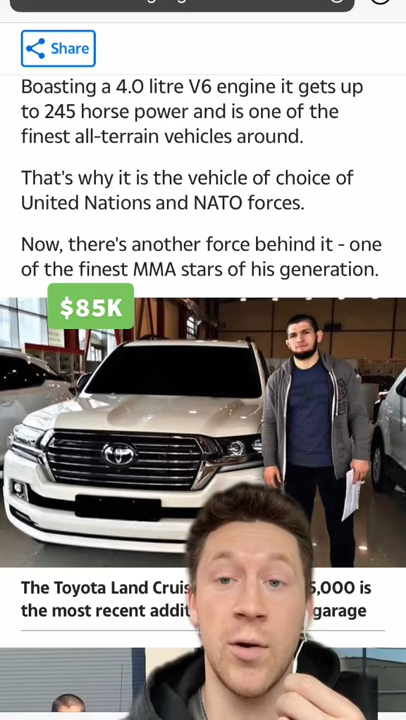 Share
Boasting a 4.0 litre V6 engine it gets up
to 245 horse power and is one of the
finest all-terrain vehicles around.
That's why it is the vehicle of choice of
United Nations and NATO forces.
Now, there's another force behind it - one
of the finest MMA stars of his generation.
$85K
The Toyota Land Cruis 5,000 is
the most recent addit garage